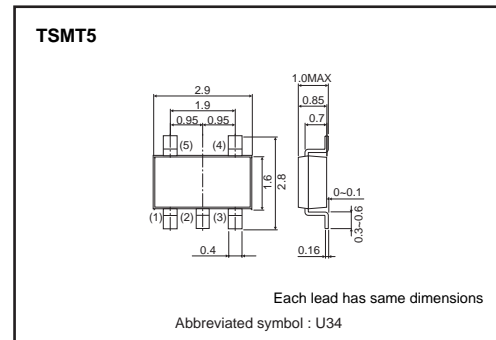 TSMT5
1.0MAX
2.9
0.85
1.9
0.7
0.95 0.95
(5) (4)
1.6
2.8
0~0.1
(1) (2) (3)
0.3~0.6
0.4
0.16
Each lead has same dimensions
Abbreviated symbol : U34